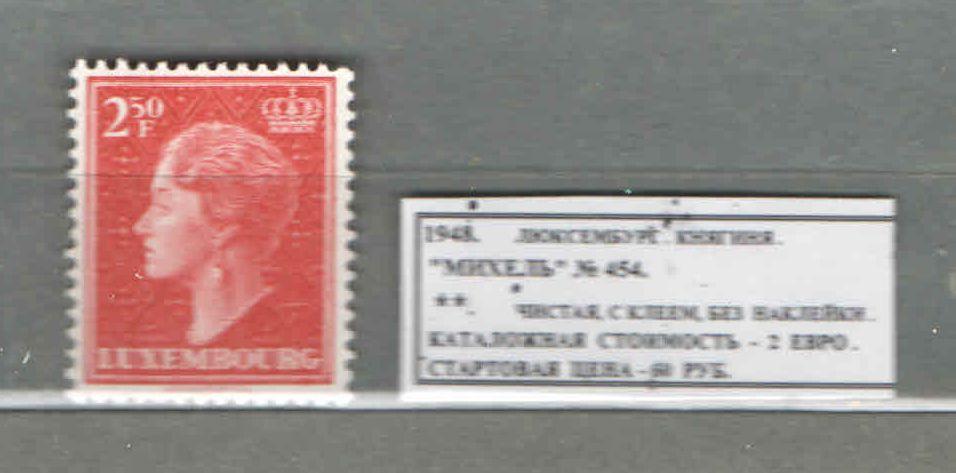 2 50 F
LUXEMBOURG
1948. ЛЮКСЕМБУРГ. КНЯГИНЯ.
"МИХЕЛЬ" № 454.
**. ЧИСТАЯ, С КЛЕЕМ, БЕЗ НАКЛЕЙКИ.
КАТАЛОЖНАЯ СТОИМОСТЬ - 2 ЕВРО.
СТАРТОВАЯ ЦЕНА - 60 РУБ.